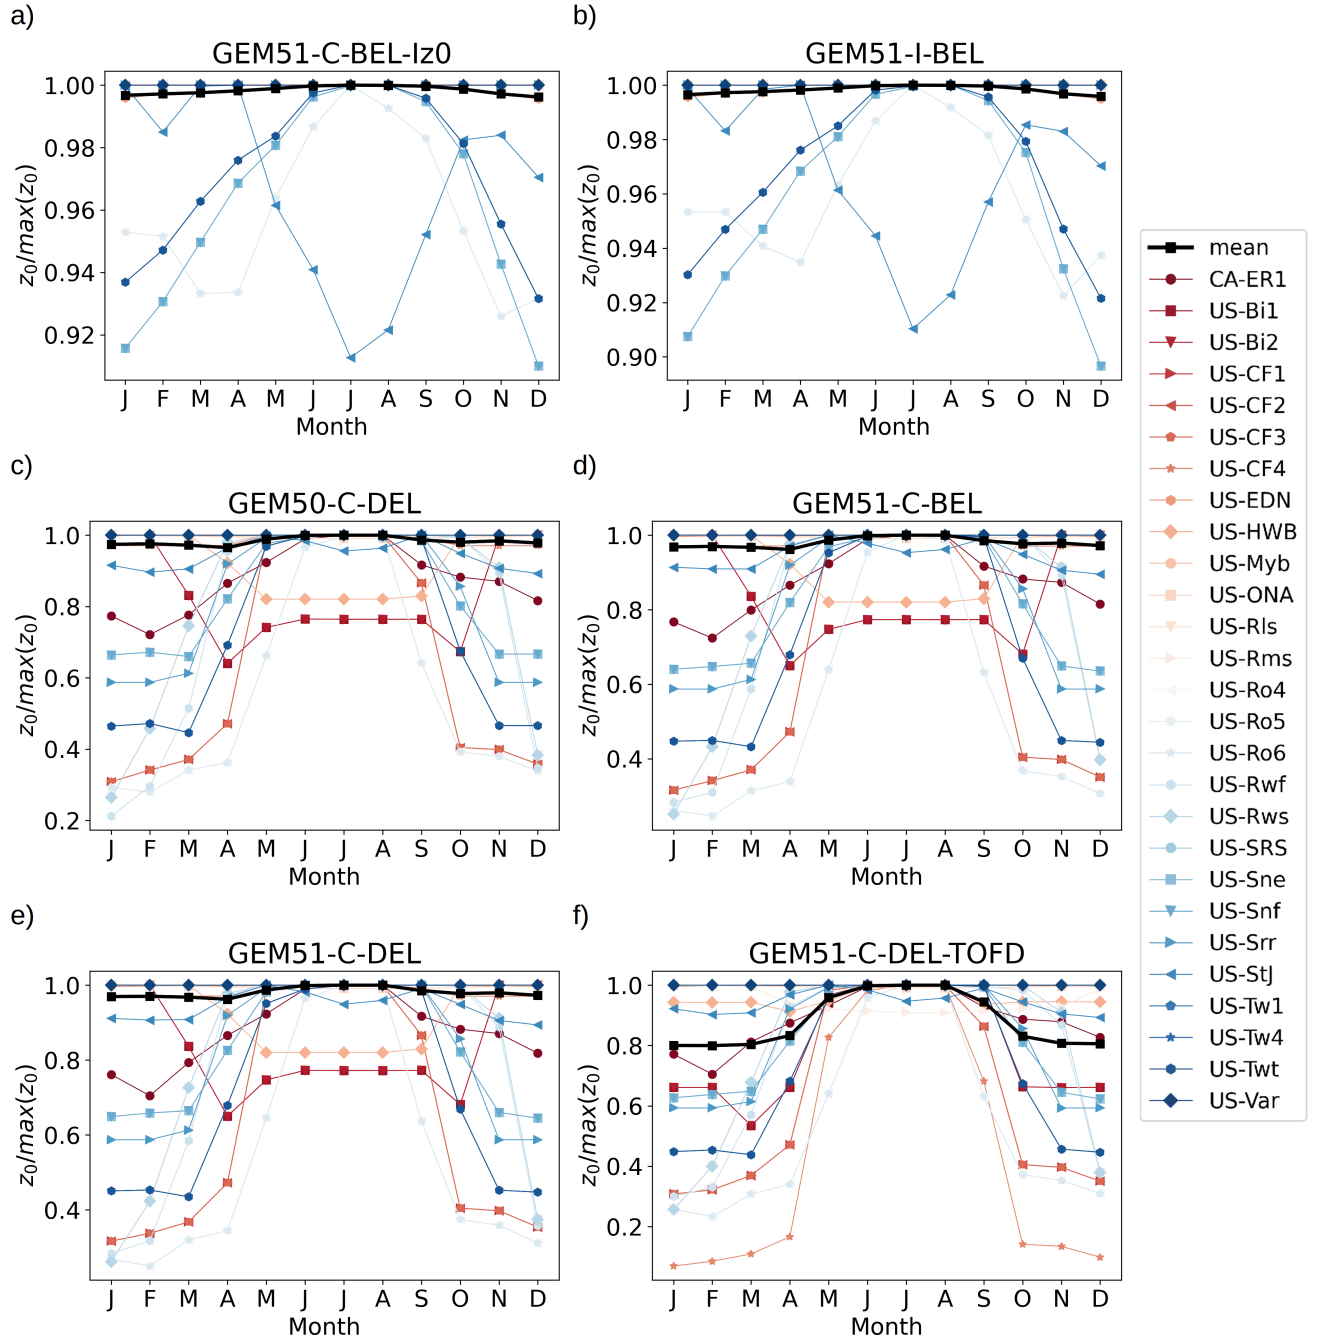 a)
GEM51-C-BEL-Iz0
1.00
0.98
0.96
0.94
0.92
z0/max(z0)
J F M A M J J A S O N D
Month
b)
GEM51-I-BEL
1.00
0.98
0.96
0.94
0.92
0.90
z0/max(z0)
J F M A M J J A S O N D
Month
c)
GEM50-C-DEL
1.0
0.8
0.6
0.4
0.2
z0/max(z0)
J F M A M J J A S O N D
Month
d)
GEM51-C-BEL
1.0
0.8
0.6
0.4
z0/max(z0)
J F M A M J J A S O N D
Month
e)
GEM51-C-DEL
1.0
0.8
0.6
0.4
z0/max(z0)
J F M A M J J A S O N D
Month
f)
GEM51-C-DEL-TOFD
1.0
0.8
0.6
0.4
0.2
z0/max(z0)
J F M A M J J A S O N D
Month
mean
CA-ER1
US-Bi1
US-Bi2
US-CF1
US-CF2
US-CF3
US-CF4
US-EDN
US-HWB
US-Myb
US-ONA
US-Rls
US-Rms
US-Ro4
US-Ro5
US-Ro6
US-Rwf
US-Rws
US-SRS
US-Sne
US-Snf
US-Srr
US-StJ
US-Tw1
US-Tw4
US-Twt
US-Var